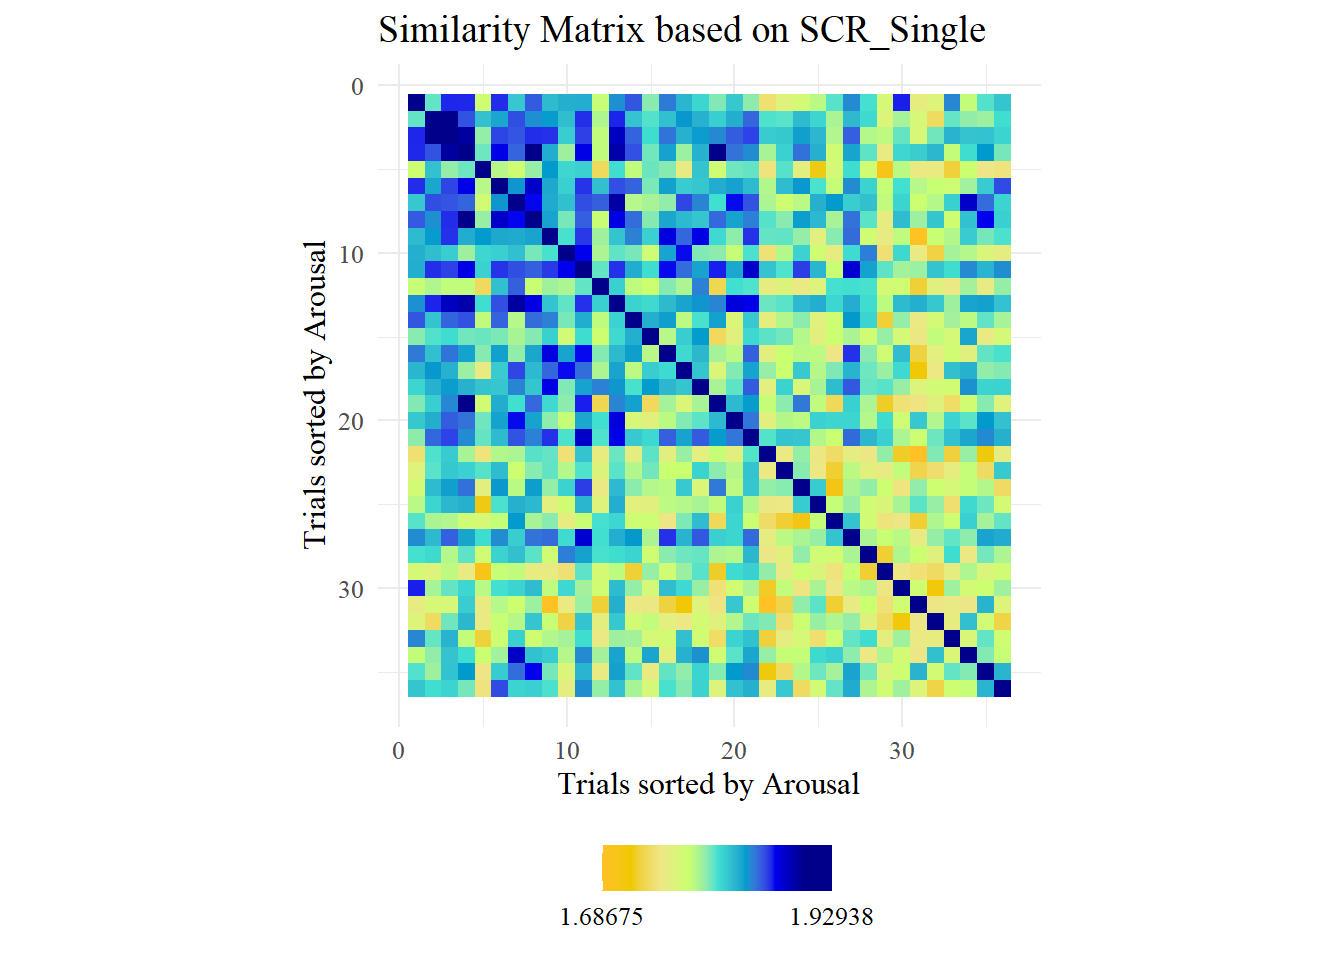 Similarity Matrix based on SCR_Single
0
10
20
30
Trials sorted by Arousal
0 10 20 30
Trials sorted by Arousal
1.68675 1.92938